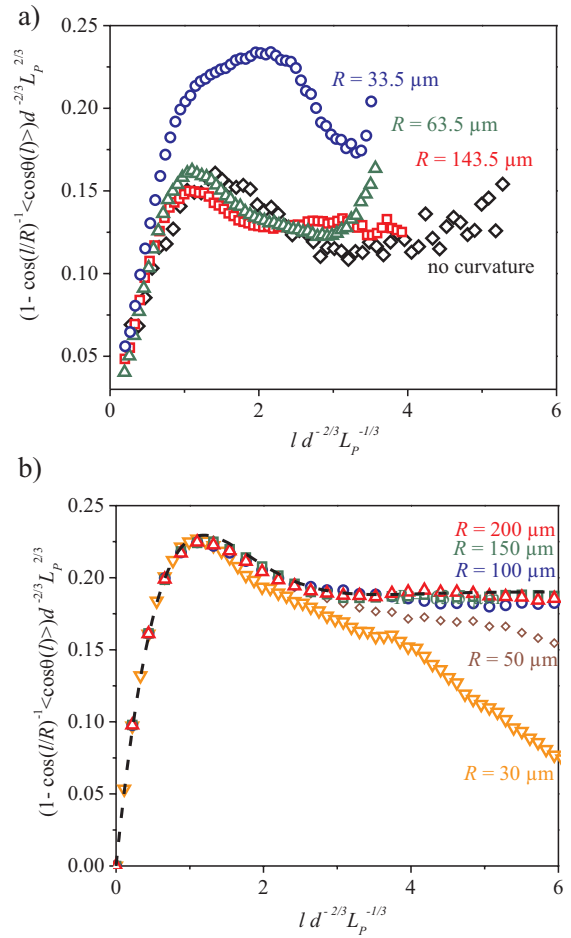 a)
(1- cos(l/R)⁻¹<cosθ(l)>)d^-2/3 L_P^2/3
0.25
0.20
0.15
0.10
0.05
R = 33.5 µm
R = 63.5 µm
R = 143.5 µm
no curvature
0 2 4 6
l d^-2/3 L_P^-1/3
b)
(1- cos(l/R)⁻¹<cosθ(l)>)d^-2/3 L_P^2/3
0.25
0.20
0.15
0.10
0.05
0.00
R = 200 µm
R = 150 µm
R = 100 µm
R = 50 µm
R = 30 µm
0 2 4 6
l d^-2/3 L_P^-1/3